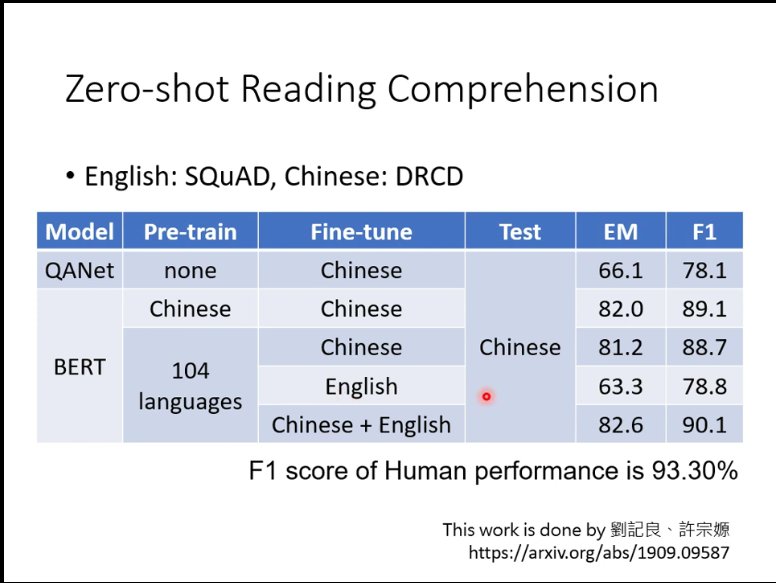 Zero-shot Reading Comprehension
• English: SQuAD, Chinese: DRCD
Model Pre-train Fine-tune Test EM F1
QANet none Chinese 66.1 78.1
Chinese Chinese 82.0 89.1
Chinese Chinese 81.2 88.7
BERT 104 languages
English 63.3 78.8
Chinese + English 82.6 90.1
F1 score of Human performance is 93.30%
This work is done by 劉記良、許宗嫄
https://arxiv.org/abs/1909.09587